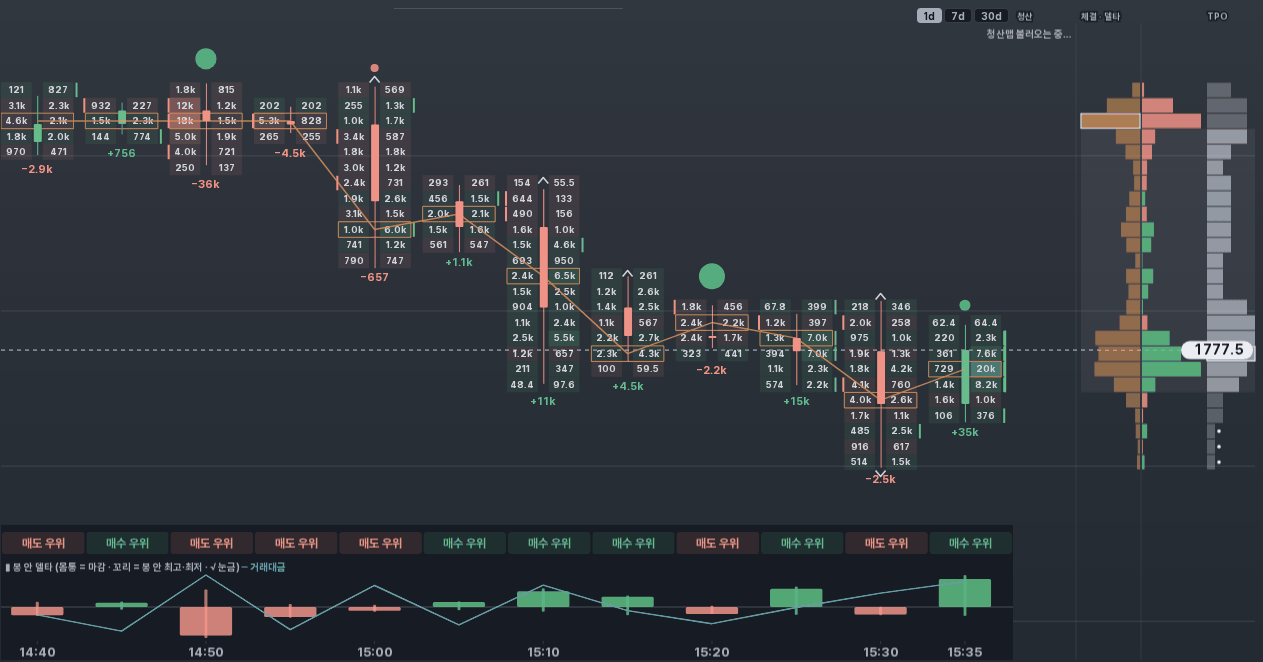 1d 7d 30d 청산 체결 · 델타 TPO
청산맵 불러오는 중...
121 827
3.1k 2.3k
4.6k 2.1k
1.8k 2.0k
970 471
−2.9k
932 227
1.5k 2.3k
144 774
+756
1.8k 815
12k 1.2k
18k 1.5k
5.0k 1.9k
4.0k 721
250 137
−36k
202 202
5.3k 828
265 255
−4.5k
1.1k 569
255 1.3k
1.0k 1.7k
3.4k 587
1.8k 1.8k
3.0k 1.2k
2.4k 731
1.9k 2.6k
3.1k 1.5k
1.0k 6.0k
741 1.2k
790 747
−657
293 261
456 1.5k
2.0k 2.1k
1.5k 1.6k
561 547
+1.1k
154 55.5
644 133
490 156
1.6k 1.0k
1.5k 4.6k
693 950
2.4k 6.5k
1.5k 2.5k
904 1.0k
1.1k 2.4k
2.5k 5.5k
1.2k 657
211 347
48.4 97.6
+11k
112 261
1.2k 2.6k
1.4k 2.5k
1.1k 567
2.2k 2.7k
2.3k 4.3k
100 59.5
+4.5k
1.8k 456
2.4k 2.2k
2.4k 1.7k
323 441
−2.2k
67.8 399
1.2k 397
1.3k 7.0k
394 7.0k
1.1k 2.3k
574 2.2k
+15k
218 346
2.0k 258
975 1.0k
1.9k 1.3k
1.8k 4.2k
4.1k 760
4.0k 2.6k
1.7k 1.1k
485 2.5k
916 617
514 1.5k
−2.5k
62.4 64.4
220 2.3k
361 7.6k
729 20k
1.4k 8.2k
1.6k 1.0k
106 376
+35k
1777.5
매도 우위 매수 우위 매도 우위 매도 우위 매도 우위 매수 우위 매수 우위 매수 우위 매도 우위 매수 우위 매도 우위 매수 우위
▮ 봉 안 델타 (몸통 = 마감 · 꼬리 = 봉 안 최고·최저 · √ 눈금) ─ 거래대금
14:40 14:50 15:00 15:10 15:20 15:30 15:35